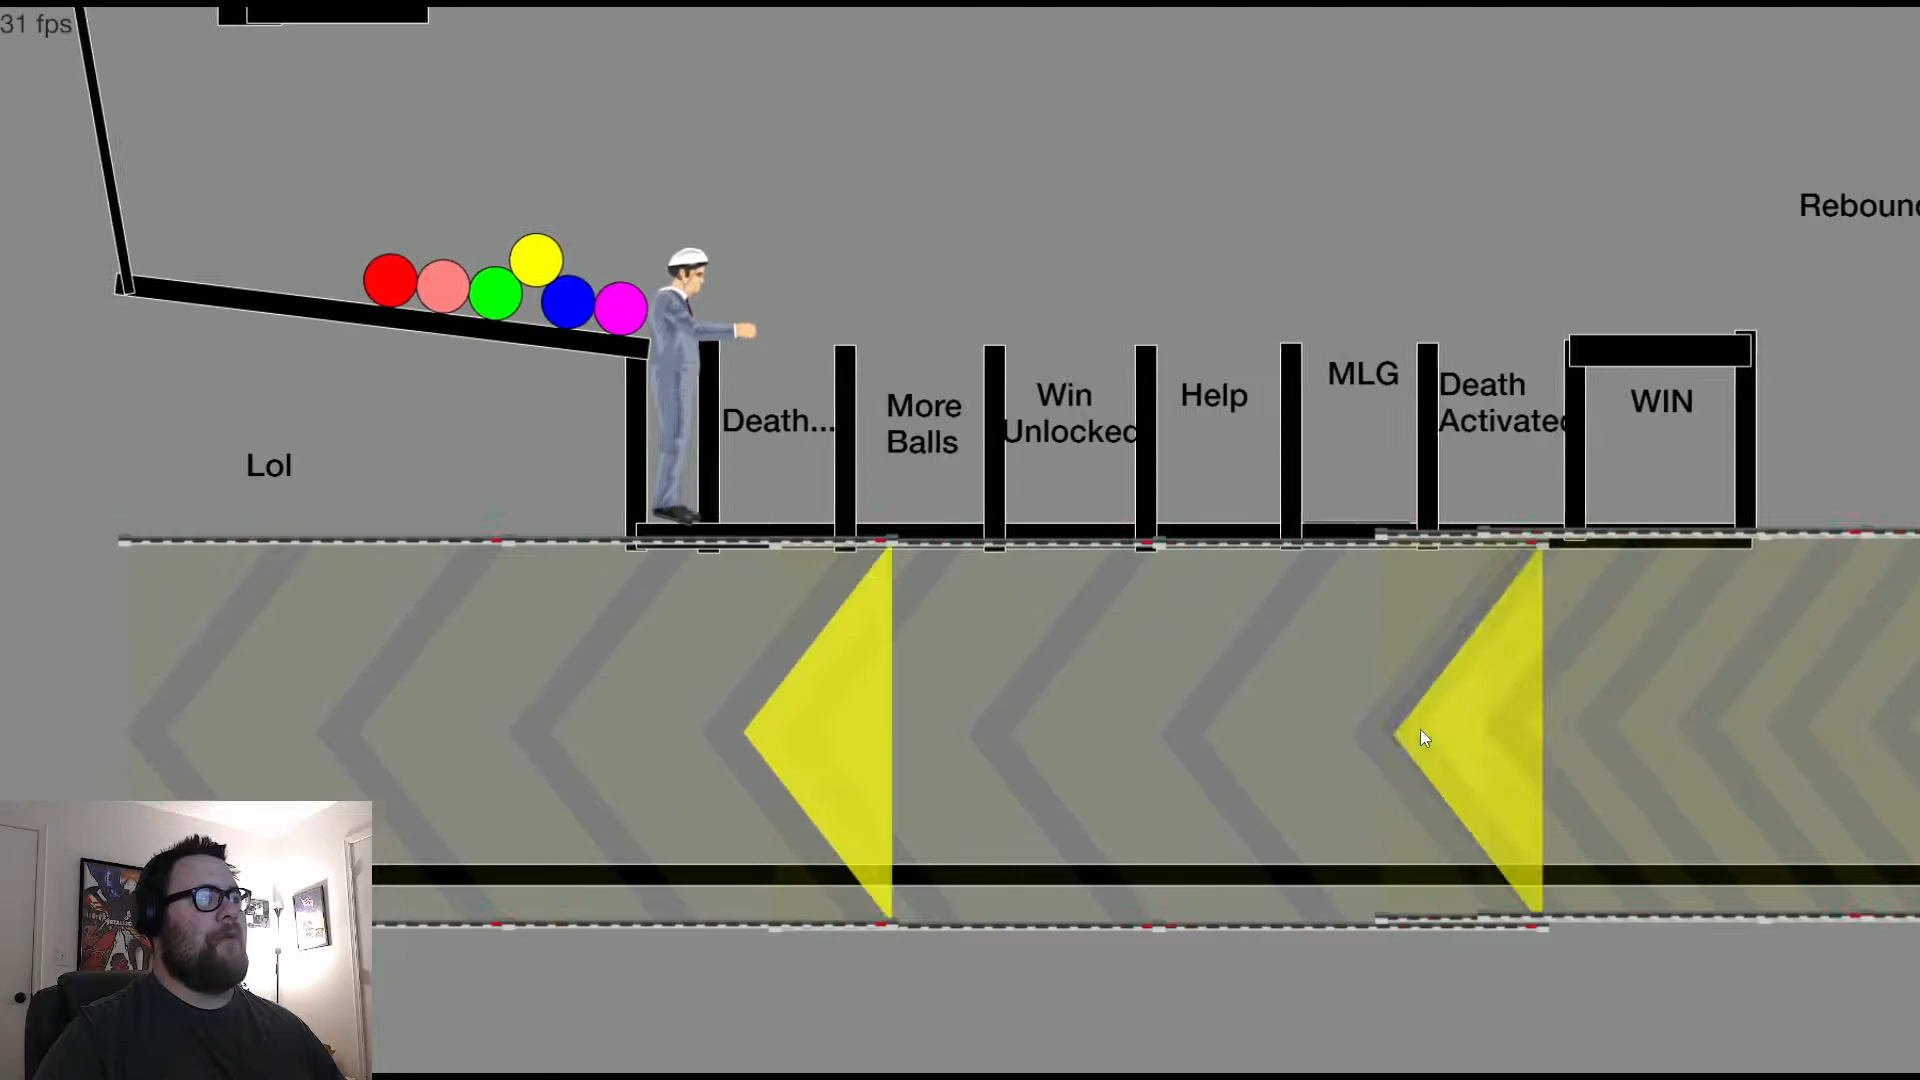 31 fps
Rebound
MLG
Death
Activated
More
Balls
Win
Unlocked
Help
WIN
Death...
Lol